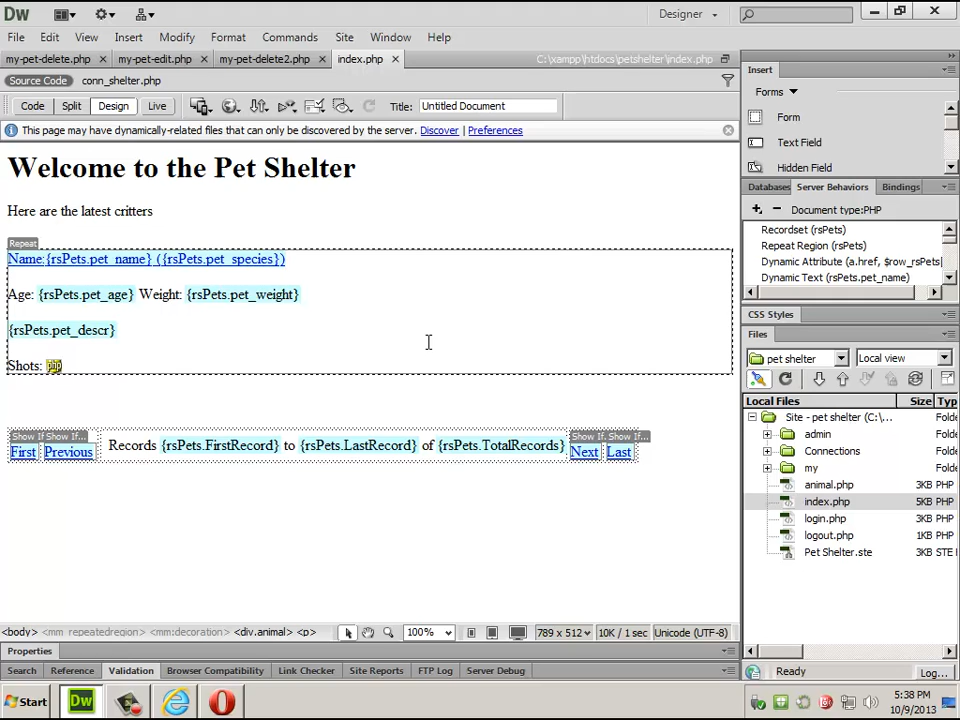 Dw
Designer
File Edit View Insert Modify Format Commands Site Window Help
my-pet-delete.php × my-pet-edit.php × my-pet-delete2.php × index.php × C:\xampp\htdocs\petshelter\index.php
Source Code conn_shelter.php
Code Split Design Live Title: Untitled Document
This page may have dynamically-related files that can only be discovered by the server. Discover | Preferences
Welcome to the Pet Shelter
Here are the latest critters
Repeat
Name:{rsPets.pet_name} ({rsPets.pet_species})
Age: {rsPets.pet_age} Weight: {rsPets.pet_weight}
{rsPets.pet_descr}
Shots: php
Show If Show If...
First Previous Records {rsPets.FirstRecord} to {rsPets.LastRecord} of {rsPets.TotalRecords}
Show If. Show If...
Next Last
<body> <mm_repeatedregion> <mm:decoration> <div.animal> <p> 100% 789 x 512 10K / 1 sec Unicode (UTF-8)
Properties
Search Reference Validation Browser Compatibility Link Checker Site Reports FTP Log Server Debug
Insert
Forms
Form
Text Field
Hidden Field
Databases Server Behaviors Bindings
Document type:PHP
Recordset (rsPets)
Repeat Region (rsPets)
Dynamic Attribute (a.href, $row_rsPets[
Dynamic Text (rsPets.pet_name)
CSS Styles
Files
pet shelter Local view
Local Files Size Typ
Site - pet shelter (C:\... Folde
admin Folde
Connections Folde
my Folde
animal.php 3KB PHP
index.php 5KB PHP
login.php 3KB PHP
logout.php 1KB PHP
Pet Shelter.ste 3KB STE
Ready Log...
Start Dw
5:38 PM
10/9/2013